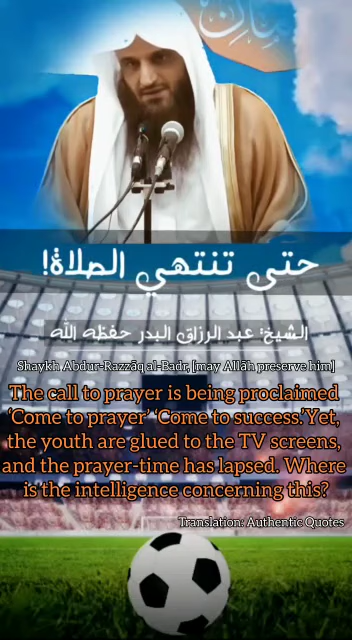 حتى تنتهي الصلاة!
الشيخ: عبد الرزاق البدر حفظه الله
Shaykh Abdur-Razzāq al-Badr, [may Allāh preserve him]
The call to prayer is being proclaimed
'Come to prayer' 'Come to success.'Yet,
the youth are glued to the TV screens,
and the prayer-time has lapsed. Where
is the intelligence concerning this?
Translation: Authentic Quotes